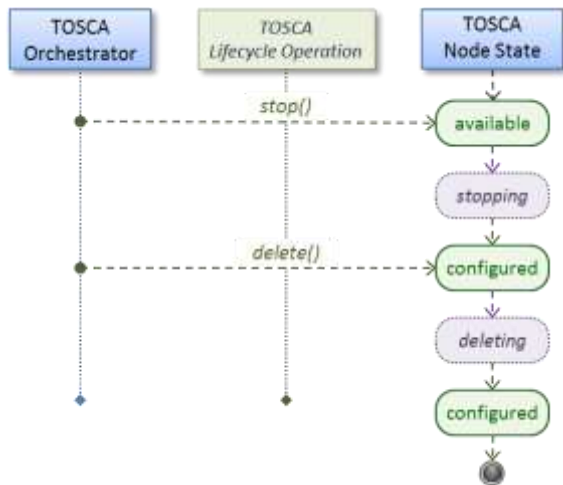 TOSCA
Orchestrator
TOSCA
Lifecycle Operation
TOSCA
Node State
stop()
available
stopping
delete()
configured
deleting
configured